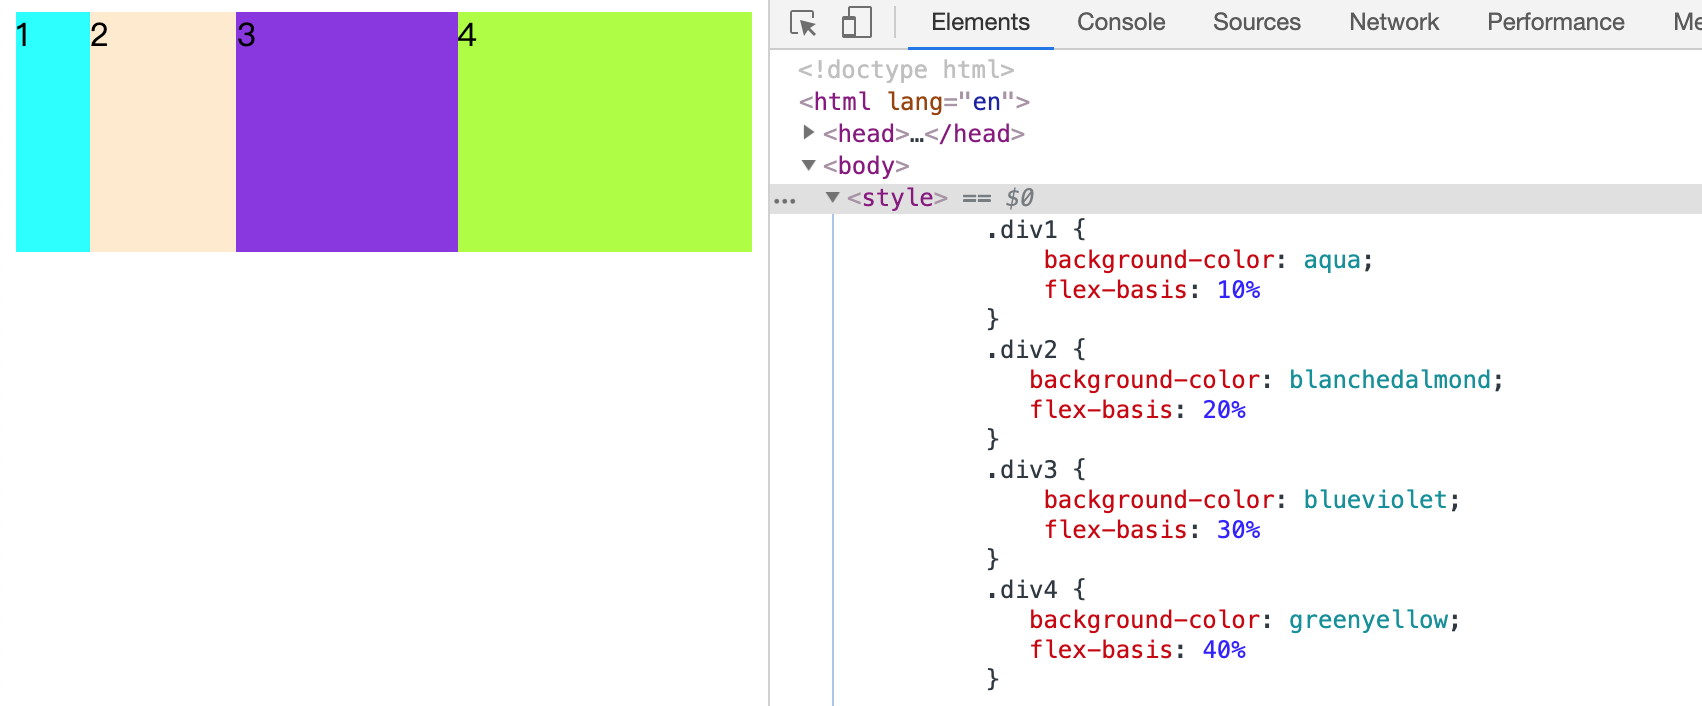 1 2 3 4
Elements Console Sources Network Performance Me
<!doctype html>
<html lang="en">
<head>…</head>
<body>
... <style> == $0
.div1 {
background-color: aqua;
flex-basis: 10%
}
.div2 {
background-color: blanchedalmond;
flex-basis: 20%
}
.div3 {
background-color: blueviolet;
flex-basis: 30%
}
.div4 {
background-color: greenyellow;
flex-basis: 40%
}